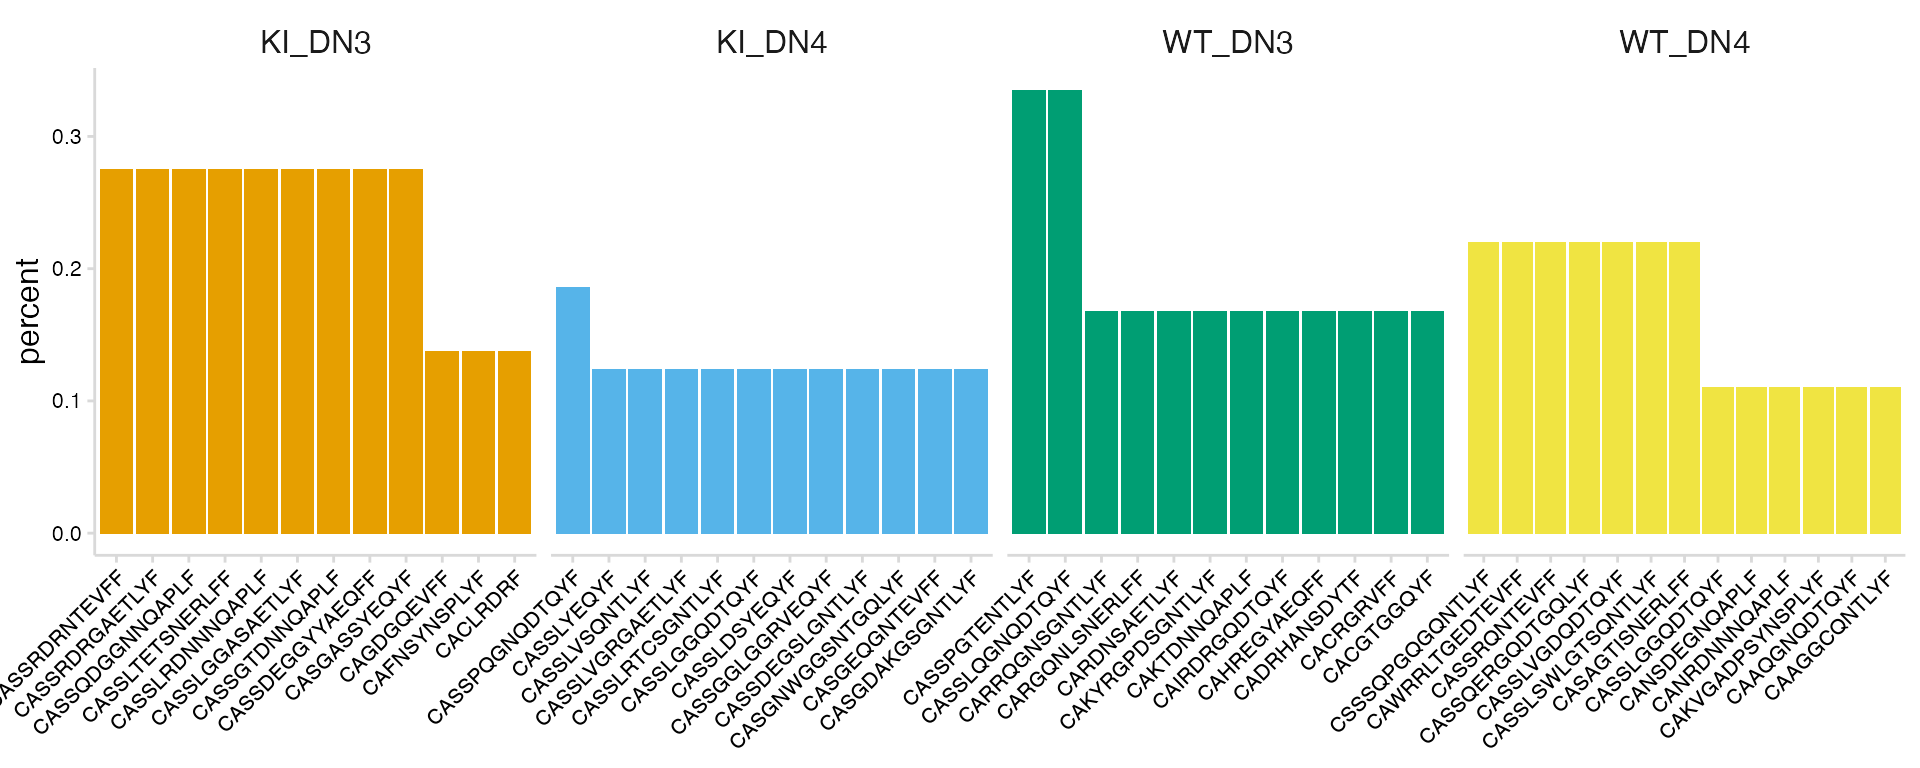 KI_DN3
KI_DN4
WT_DN3
WT_DN4
percent
0.3
0.2
0.1
0.0
ASSRDRNTEVFF
CASSRDRGAETLYF
CASSQDGGNNQAPLF
CASSLTETSNERLFF
CASSLRDNNNQAPLF
CASSLGGASAETLYF
CASSGTDNNQAPLF
CASSDEGGYYAEQFF
CASGASSYEQYF
CAGDGQEVFF
CAFNSYNSPLYF
CACLRDRF
CASSPQGNQDTQYF
CASSLYEQYF
CASSLVSQNTLYF
CASSLVGRGAETLYF
CASSLRTCSSGNTLYF
CASSLGGQDTQYF
CASSLDSYEQYF
CASSGGLGGRVEQYF
CASSDEGSLGNTLYF
CASGNWGGSNTGQLYF
CASGEQGNTEVFF
CASGDAKGSGNTLYF
CASSPGTENTLYF
CASSLQGNQDTQYF
CARRQGNSGNTLYF
CARGQNLSNERLFF
CARDNSAETLYF
CAKYRGPDSGNTLYF
CAKTDNNQAPLF
CAIRDRGQDTQYF
CAHREGYAEQFF
CADRHANSDYTF
CACRGRVFF
CACGTGGQYF
CSSSQPGQGQNTLYF
CAWRRLTGEDTEVFF
CASSRQNTEVFF
CASSQERGQDTGQLYF
CASSLVGDQDTQYF
CASSLSWLGTSQNTLYF
CASAGTISNERLFF
CASSLGGQDTQYF
CANSDEGNQAPLF
CANRDNNNQAPLF
CAKVGADPSYNSPLYF
CAAQGNQDTQYF
CAAGGCQNTLYF